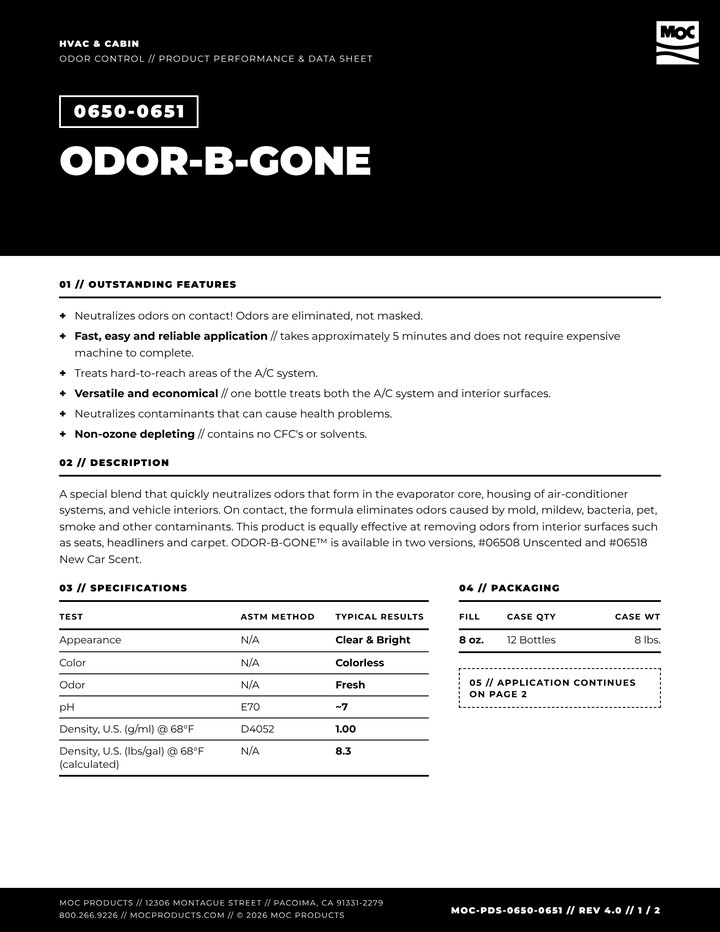 HVAC & CABIN
ODOR CONTROL // PRODUCT PERFORMANCE & DATA SHEET
MOC
0650-0651
ODOR-B-GONE
01 // OUTSTANDING FEATURES
+ Neutralizes odors on contact! Odors are eliminated, not masked.
+ Fast, easy and reliable application // takes approximately 5 minutes and does not require expensive
machine to complete.
+ Treats hard-to-reach areas of the A/C system.
+ Versatile and economical // one bottle treats both the A/C system and interior surfaces.
+ Neutralizes contaminants that can cause health problems.
+ Non-ozone depleting // contains no CFC's or solvents.
02 // DESCRIPTION
A special blend that quickly neutralizes odors that form in the evaporator core, housing of air-conditioner
systems, and vehicle interiors. On contact, the formula eliminates odors caused by mold, mildew, bacteria, pet,
smoke and other contaminants. This product is equally effective at removing odors from interior surfaces such
as seats, headliners and carpet. ODOR-B-GONE™ is available in two versions, #06508 Unscented and #06518
New Car Scent.
03 // SPECIFICATIONS
TEST ASTM METHOD TYPICAL RESULTS
Appearance N/A Clear & Bright
Color N/A Colorless
Odor N/A Fresh
pH E70 ~7
Density, U.S. (g/ml) @ 68°F D4052 1.00
Density, U.S. (lbs/gal) @ 68°F N/A 8.3
(calculated)
04 // PACKAGING
FILL CASE QTY CASE WT
8 oz. 12 Bottles 8 lbs.
05 // APPLICATION CONTINUES
ON PAGE 2
MOC PRODUCTS // 12306 MONTAGUE STREET // PACOIMA, CA 91331-2279
800.266.9226 // MOCPRODUCTS.COM // © 2026 MOC PRODUCTS
MOC-PDS-0650-0651 // REV 4.0 // 1 / 2